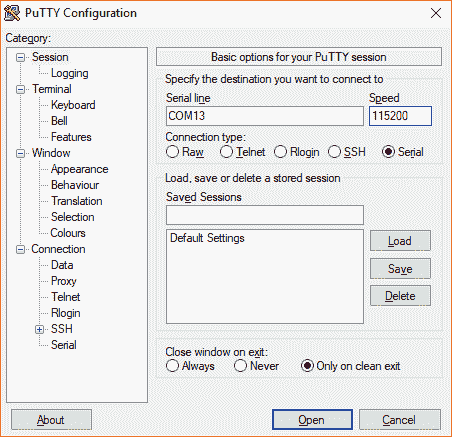 PuTTY Configuration
Category:
Session
Logging
Terminal
Keyboard
Bell
Features
Window
Appearance
Behaviour
Translation
Selection
Colours
Connection
Data
Proxy
Telnet
Rlogin
SSH
Serial
Basic options for your PuTTY session
Specify the destination you want to connect to
Serial line Speed
COM13 115200
Connection type:
Raw Telnet Rlogin SSH Serial
Load, save or delete a stored session
Saved Sessions
Default Settings
Load
Save
Delete
Close window on exit:
Always Never Only on clean exit
About Open Cancel